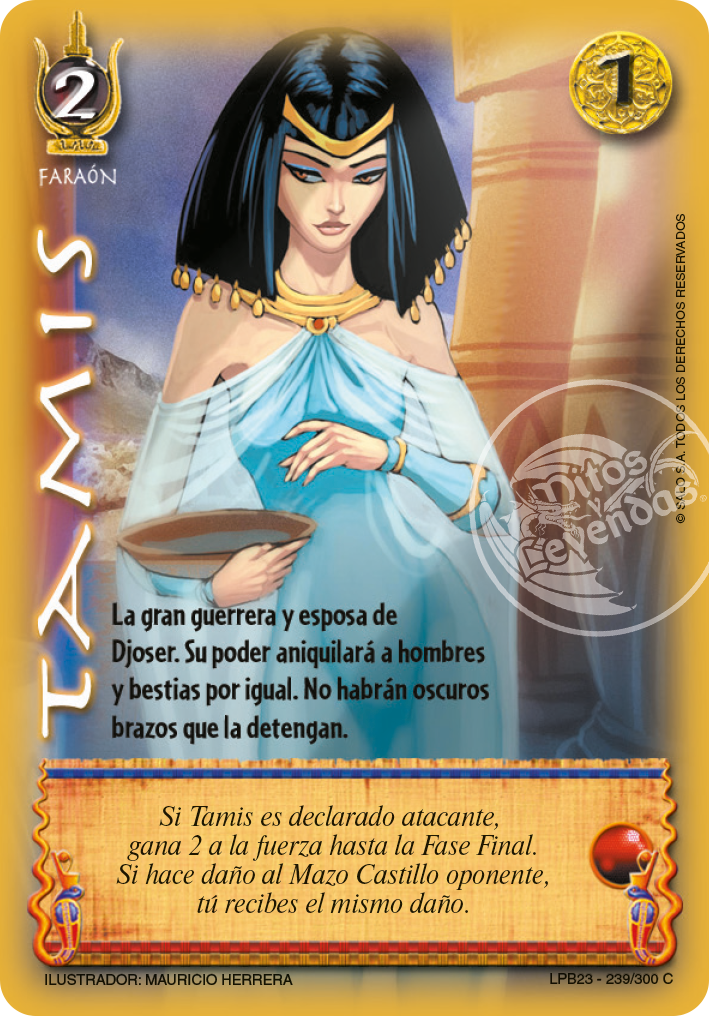 2
1
FARAÓN
TAMIS
© SALO S.A. TODOS LOS DERECHOS RESERVADOS
Mitos
y
Leyendas®
La gran guerrera y esposa de
Djoser. Su poder aniquilará a hombres
y bestias por igual. No habrán oscuros
brazos que la detengan.
Si Tamis es declarado atacante,
gana 2 a la fuerza hasta la Fase Final.
Si hace daño al Mazo Castillo oponente,
tú recibes el mismo daño.
ILUSTRADOR: MAURICIO HERRERA
LPB23 - 239/300 C